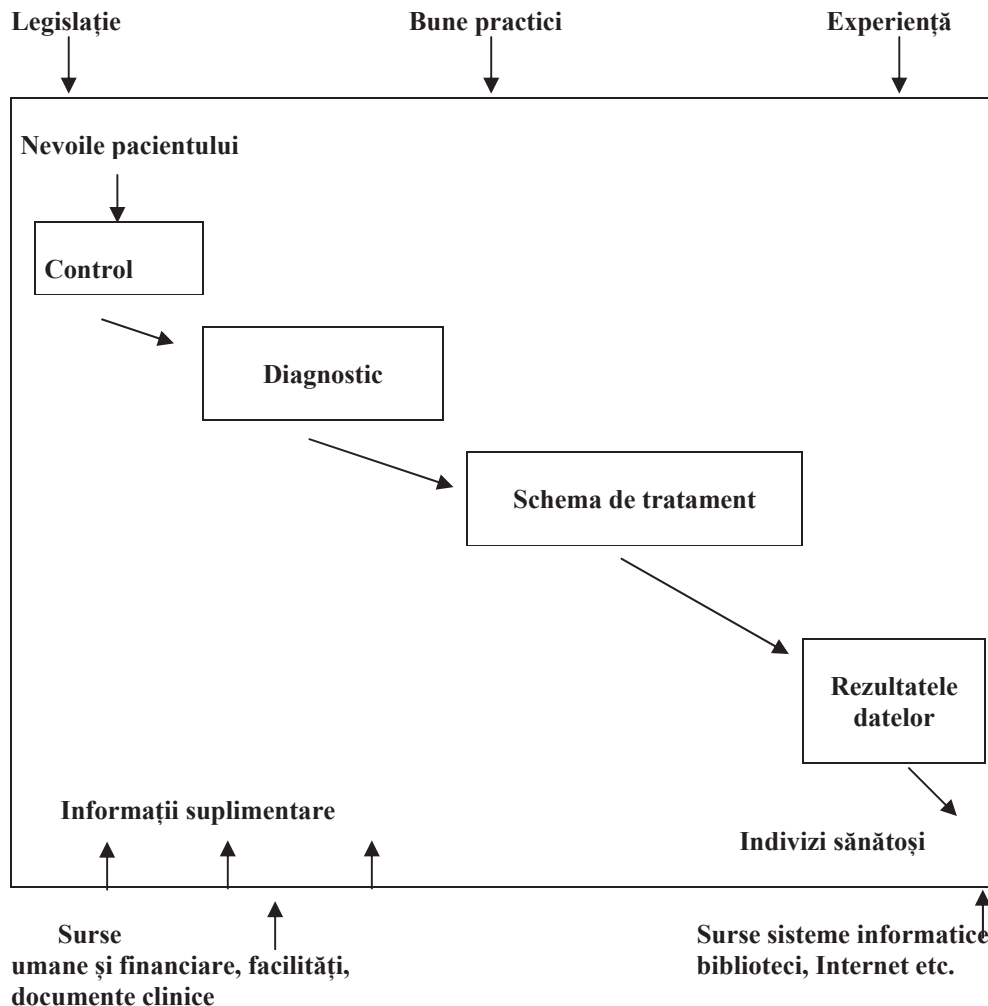 Legislație
Bune practici
Experiență
Nevoile pacientului
Control
Diagnostic
Schema de tratament
Rezultatele
datelor
Informații suplimentare
Indivizi sănătoși
Surse
umane și financiare, facilități,
documente clinice
Surse sisteme informatice
biblioteci, Internet etc.